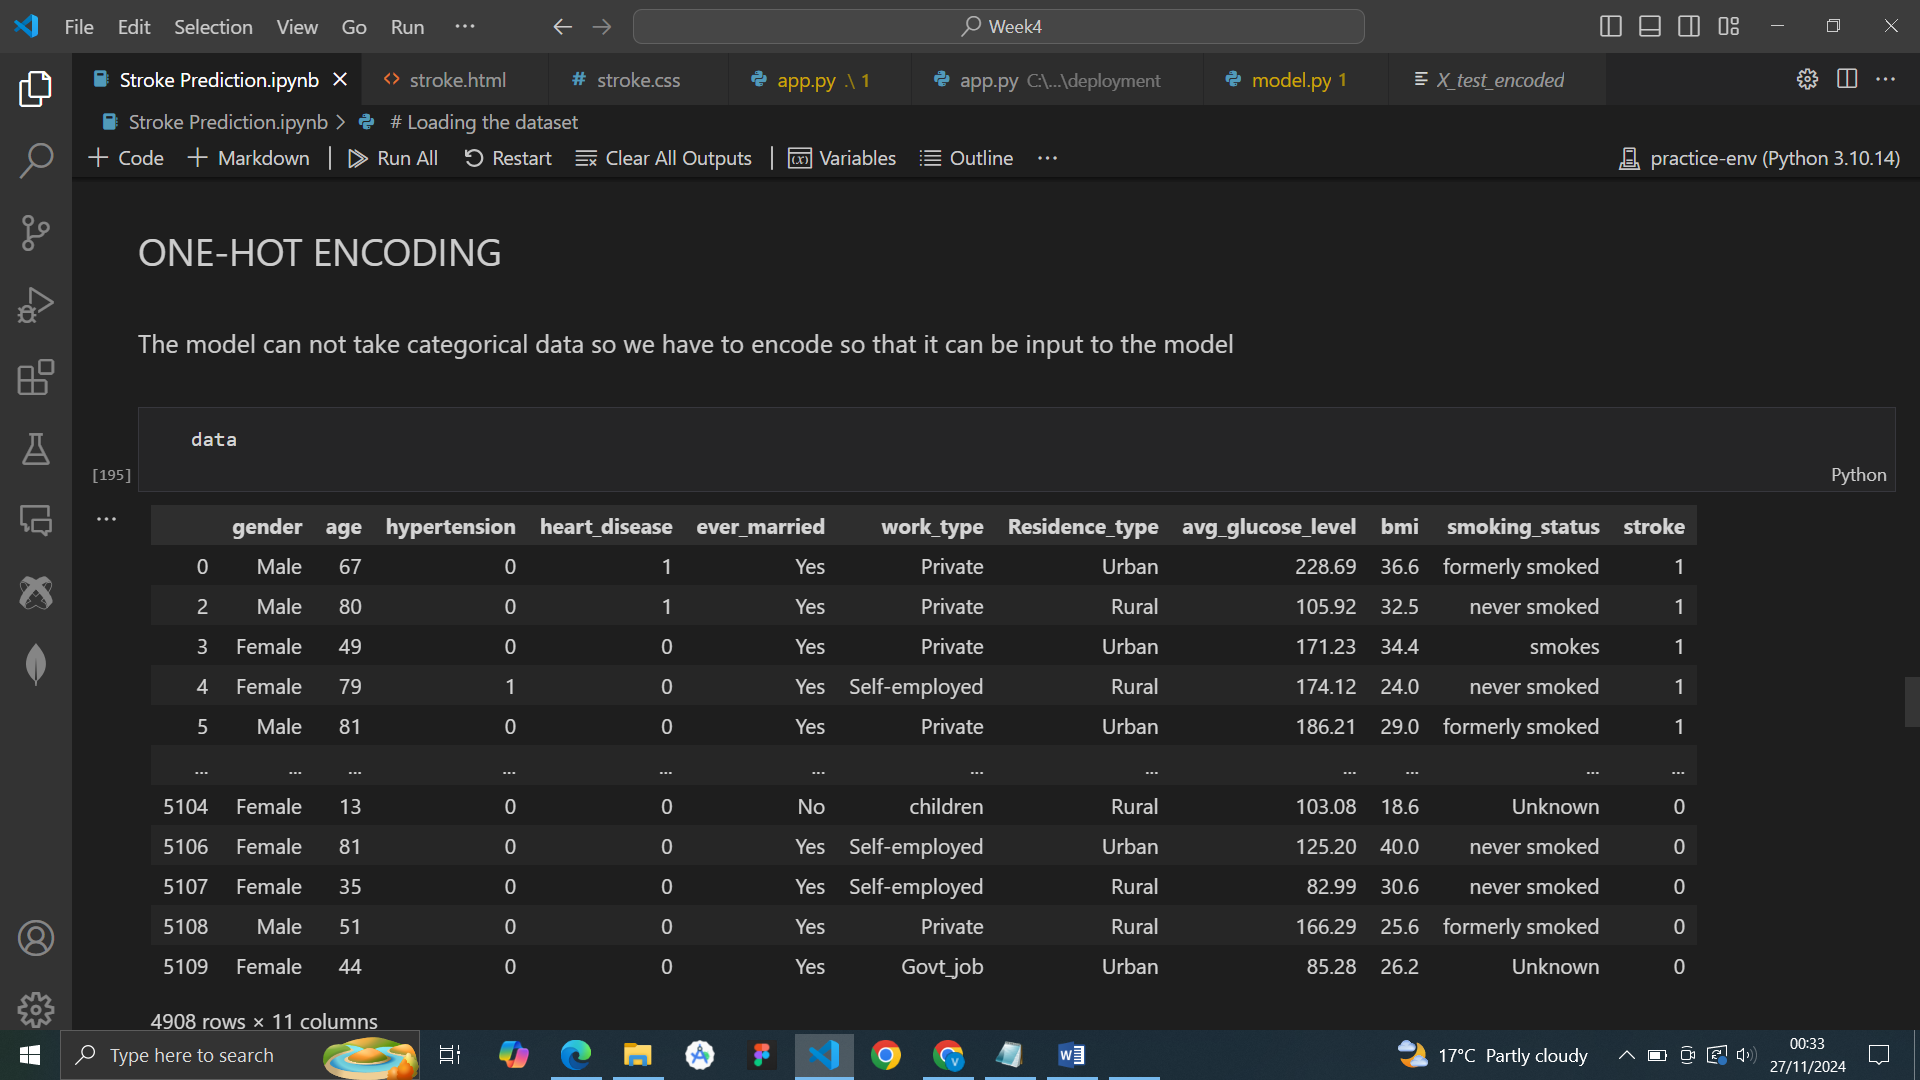 File Edit Selection View Go Run ··· Week4
Stroke Prediction.ipynb stroke.html stroke.css app.py .\ 1 app.py C:\...\deployment model.py 1 X_test_encoded
Stroke Prediction.ipynb > # Loading the dataset
+ Code + Markdown | Run All Restart Clear All Outputs | Variables Outline ··· practice-env (Python 3.10.14)
ONE-HOT ENCODING
The model can not take categorical data so we have to encode so that it can be input to the model
data
[195] Python
gender age hypertension heart_disease ever_married work_type Residence_type avg_glucose_level bmi smoking_status stroke
0 Male 67 0 1 Yes Private Urban 228.69 36.6 formerly smoked 1
2 Male 80 0 1 Yes Private Rural 105.92 32.5 never smoked 1
3 Female 49 0 0 Yes Private Urban 171.23 34.4 smokes 1
4 Female 79 1 0 Yes Self-employed Rural 174.12 24.0 never smoked 1
5 Male 81 0 0 Yes Private Urban 186.21 29.0 formerly smoked 1
... ... ... ... ... ... ... ... ... ... ... ...
5104 Female 13 0 0 No children Rural 103.08 18.6 Unknown 0
5106 Female 81 0 0 Yes Self-employed Urban 125.20 40.0 never smoked 0
5107 Female 35 0 0 Yes Self-employed Rural 82.99 30.6 never smoked 0
5108 Male 51 0 0 Yes Private Rural 166.29 25.6 formerly smoked 0
5109 Female 44 0 0 Yes Govt_job Urban 85.28 26.2 Unknown 0
4908 rows × 11 columns
Type here to search 17°C Partly cloudy 00:33
27/11/2024